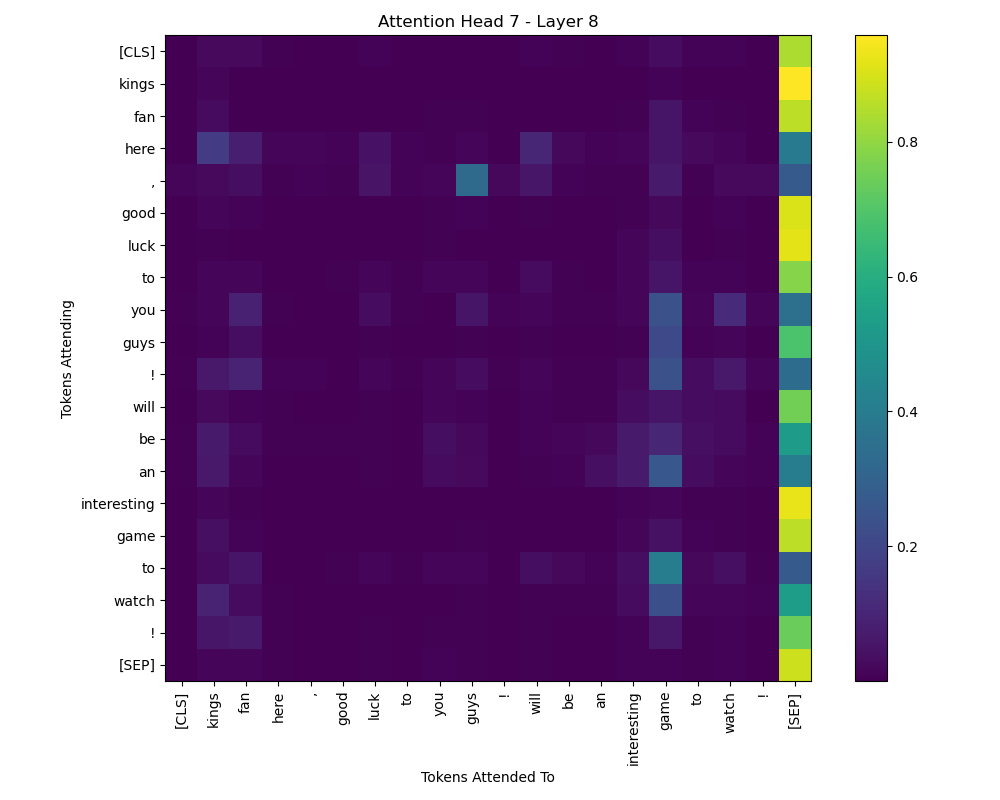 Attention Head 7 - Layer 8
Tokens Attending
[CLS]
kings
fan
here
,
good
luck
to
you
guys
!
will
be
an
interesting
game
to
watch
!
[SEP]
[CLS]
kings
fan
here
,
good
luck
to
you
guys
!
will
be
an
interesting
game
to
watch
!
[SEP]
Tokens Attended To
0.8
0.6
0.4
0.2